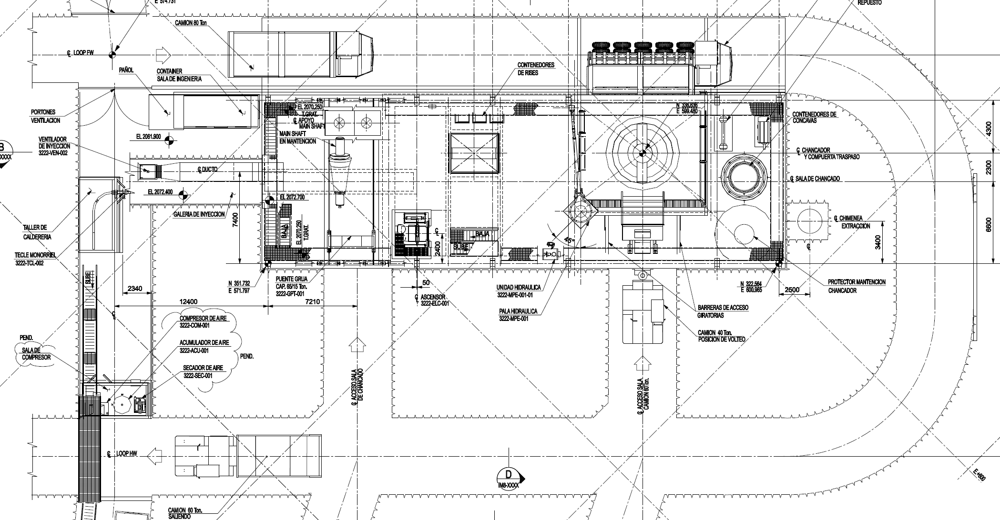 E 574.731
REPUESTO
CAMION 80 Ton
℄ LOOP FW
PAÑOL
CONTAINER
SALA DE INGENIERIA
CONTENEDORES
DE RISES
PORTONES
VENTILACION
EL 2070.250
T.GRAT.
℄ APOYO
MAIN SHAFT
N 336.636
E 599.480
CONTENEDORES DE
CONCAVAS
4300
MAIN SHAFT
EN MANTENCION
EL 2061.900
VENTILADOR
DE INYECCION
3222-VEN-002
B
XXXX
℄ CHANCADOR
Y COMPUERTA TRASPASO
2300
℄ DUCTO
℄ SALA DE CHANCADO
EL 2072.400
EL 2072.700
GALERIA DE INYECCION
7400
BAJA
EL 2070.250
T.GRAT.
℄
2400
BAJA
SUBE
45°
℄ CHIMENEA
EXTRACCION
℄
3400
6600
TALLER DE
CALDERERIA
TECLE MONORRIEL
3222-TCL-002
SUBE
2340
N 351.732
E 571.797
PUENTE GRUA
CAP. 65/15 Ton.
3222-GPT-001
50
℄ ASCENSOR
3222-ELC-001
UNIDAD HIDRAULICA
3222-MPE-001-01
PALA HIDRAULICA
3222-MPE-001
N 322.564
E 600.965
2500
PROTECTOR MANTENCION
CHANCADOR
12400
7210
℄
BARRERAS DE ACCESO
GIRATORIAS
CAMION 40 Ton.
POSICION DE VOLTEO
COMPRESOR DE AIRE
3222-COM-001
ACUMULADOR DE AIRE
3222-ACU-001
PEND.
SECADOR DE AIRE
3222-SEC-001
PEND.
SALA DE
COMPRESOR
℄ ACCESO SALA
DE CHANCADO
℄ ACCESO SALA
CAMION 60Ton.
℄ LOOP HW
D
IM8-XXXX
E+600
CAMION 60 Ton.
SALIENDO